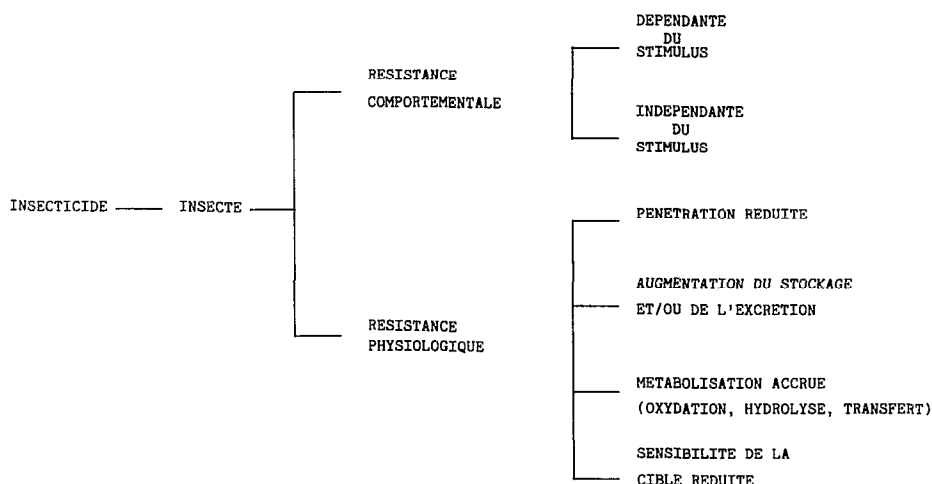 DEPENDANTE
DU
STIMULUS
RESISTANCE
COMPORTEMENTALE
INDEPENDANTE
DU
STIMULUS
INSECTICIDE
INSECTE
PENETRATION REDUITE
AUGMENTATION DU STOCKAGE
ET/OU DE L'EXCRETION
RESISTANCE
PHYSIOLOGIQUE
METABOLISATION ACCRUE
(OXYDATION, HYDROLYSE, TRANSFERT)
SENSIBILITE DE LA
CIBLE REDUITE